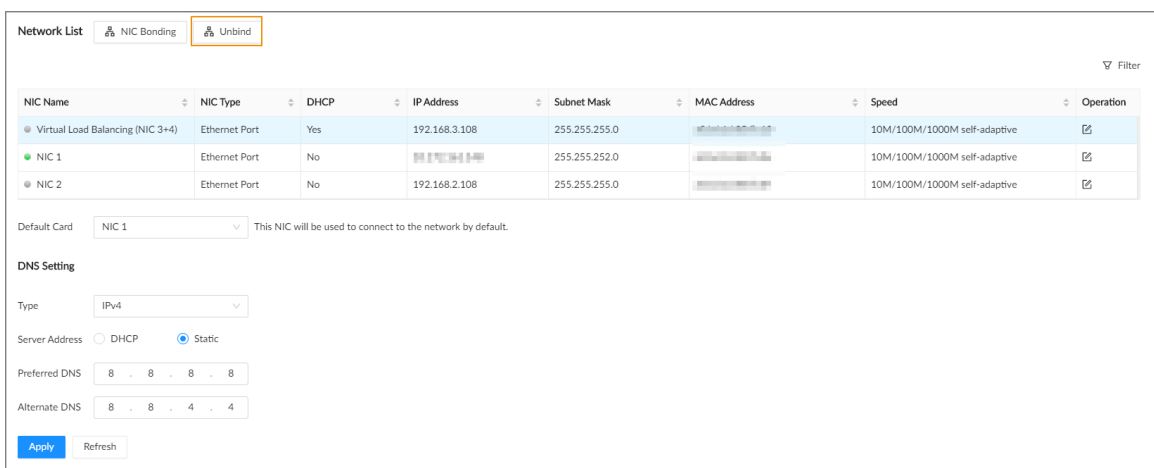 Network List NIC Bonding Unbind
Filter
NIC Name NIC Type DHCP IP Address Subnet Mask MAC Address Speed Operation
Virtual Load Balancing (NIC 3+4) Ethernet Port Yes 192.168.3.108 255.255.255.0 10M/100M/1000M self-adaptive
NIC 1 Ethernet Port No 255.255.252.0 10M/100M/1000M self-adaptive
NIC 2 Ethernet Port No 192.168.2.108 255.255.255.0 10M/100M/1000M self-adaptive
Default Card NIC 1 This NIC will be used to connect to the network by default.
DNS Setting
Type IPv4
Server Address DHCP Static
Preferred DNS 8 . 8 . 8 . 8
Alternate DNS 8 . 8 . 4 . 4
Apply Refresh